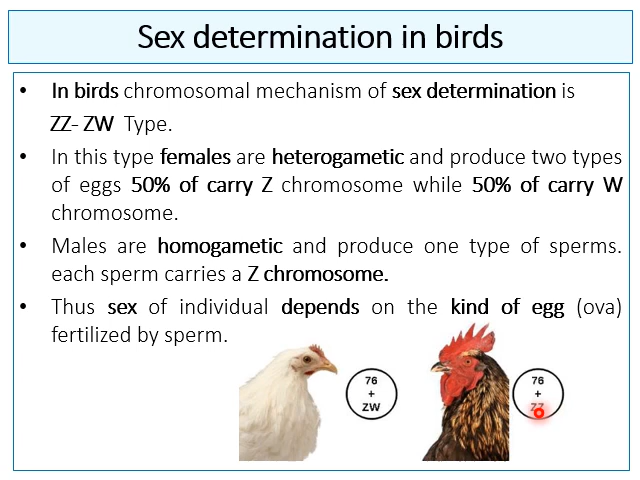 Sex determination in birds
• In birds chromosomal mechanism of sex determination is
ZZ- ZW Type.
• In this type females are heterogametic and produce two types
of eggs 50% of carry Z chromosome while 50% of carry W
chromosome.
• Males are homogametic and produce one type of sperms.
each sperm carries a Z chromosome.
• Thus sex of individual depends on the kind of egg (ova)
fertilized by sperm.
76
+
ZW
76
+
ZZ